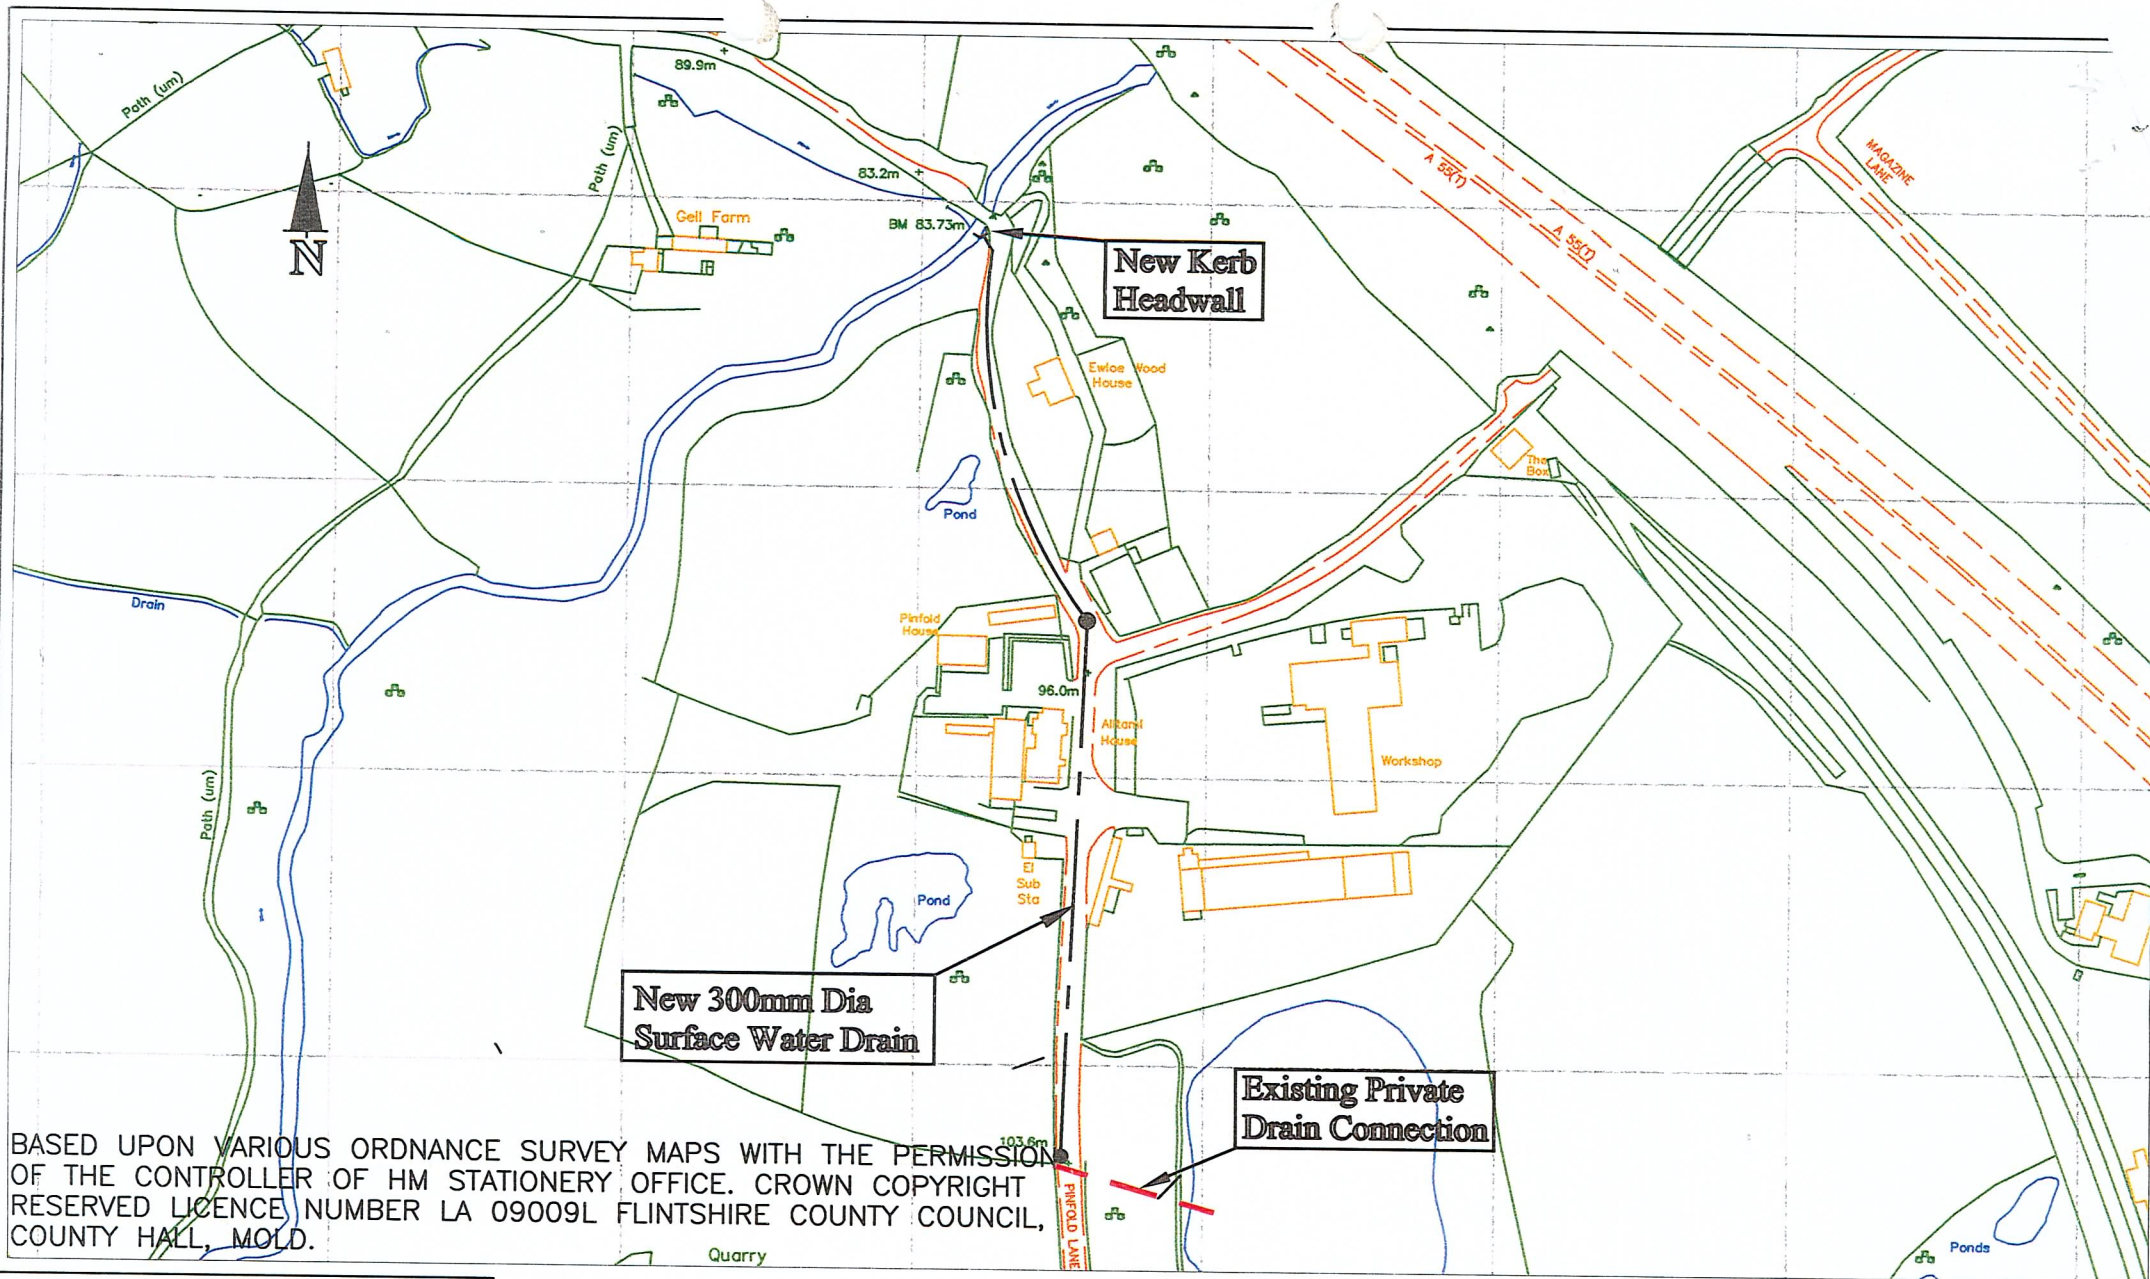 89.9m
Path (um)
Path (um)
83.2m
A 55(T)
MAGAZINE
LANE
Gell Farm
BM 83.73m
A 55(T)
N
New Kerb
Headwall
Ewloe Wood
House
The
Box
Pond
Drain
Pinfold
House
96.0m
Alltami
House
Workshop
Path (um)
El
Sub
Sta
Pond
New 300mm Dia
Surface Water Drain
Existing Private
Drain Connection
103.6m
BASED UPON VARIOUS ORDNANCE SURVEY MAPS WITH THE PERMISSION
OF THE CONTROLLER OF HM STATIONERY OFFICE. CROWN COPYRIGHT
RESERVED LICENCE NUMBER LA 09009L FLINTSHIRE COUNTY COUNCIL,
COUNTY HALL, MOLD.
PINFOLD LANE
Quarry
Ponds